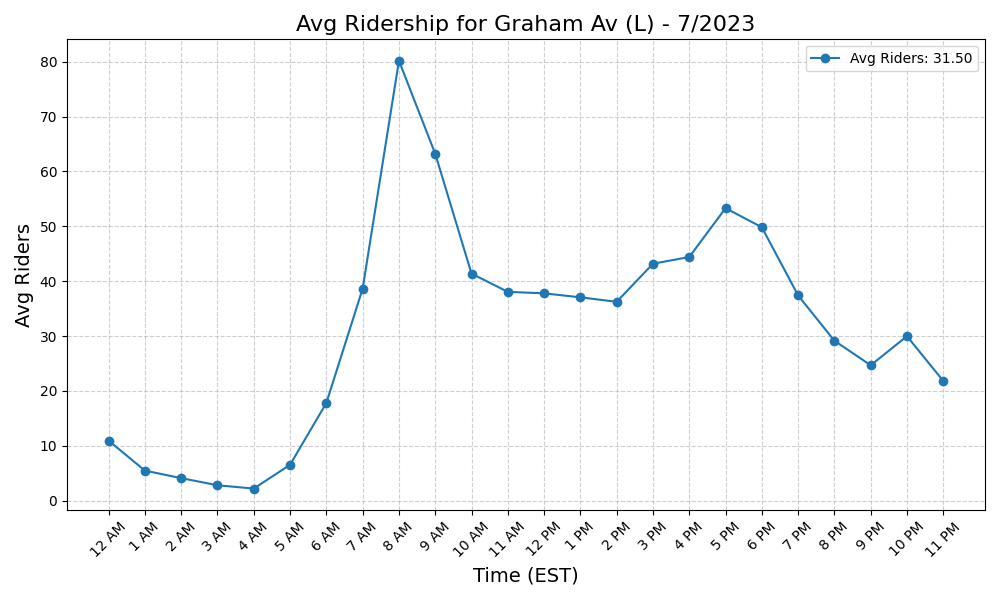 Avg Ridership for Graham Av (L) - 7/2023
Avg Riders: 31.50
Avg Riders
80
70
60
50
40
30
20
10
0
12 AM
1 AM
2 AM
3 AM
4 AM
5 AM
6 AM
7 AM
8 AM
9 AM
10 AM
11 AM
12 PM
1 PM
2 PM
3 PM
4 PM
5 PM
6 PM
7 PM
8 PM
9 PM
10 PM
11 PM
Time (EST)